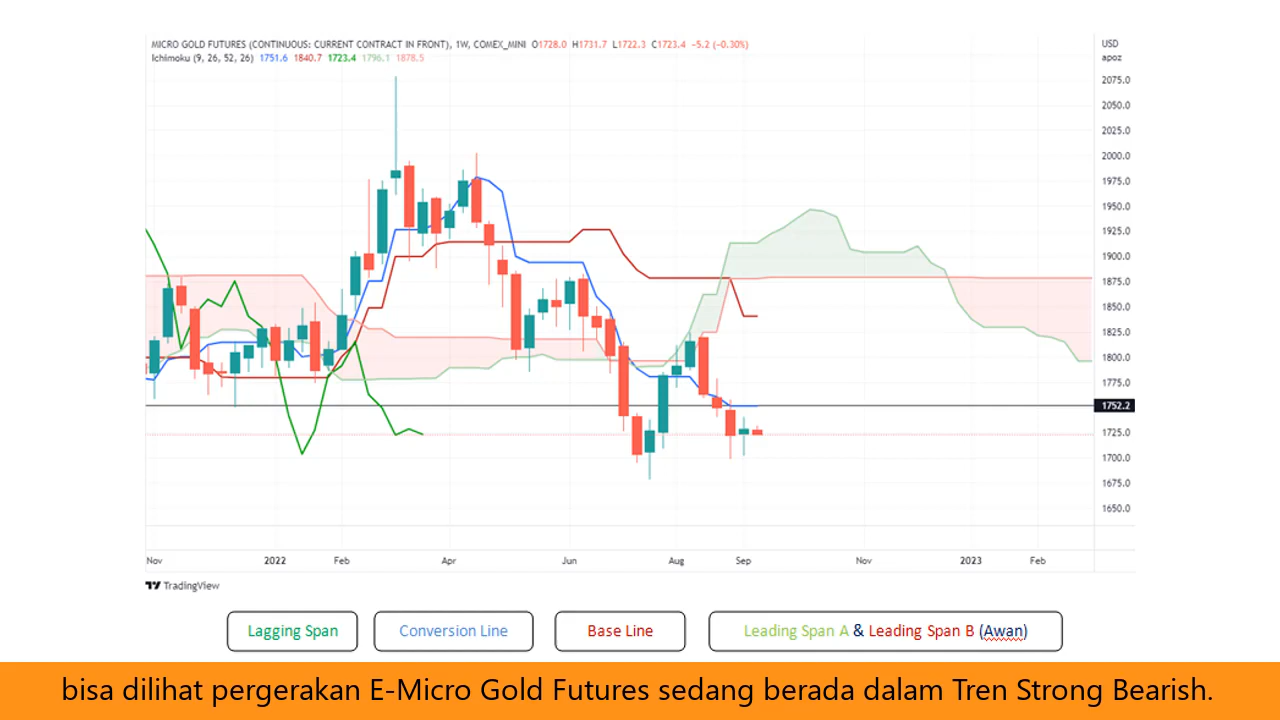 MICRO GOLD FUTURES (CONTINUOUS: CURRENT CONTRACT IN FRONT), 1W, COMEX_MINI O1728.0 H1731.7 L1722.3 C1723.4 −5.2 (−0.30%)
Ichimoku (9, 26, 52, 26) 1751.6 1840.7 1723.4 1796.1 1878.5
USD
apoz
2075.0
2050.0
2025.0
2000.0
1975.0
1950.0
1925.0
1900.0
1875.0
1850.0
1825.0
1800.0
1775.0
1752.2
1725.0
1700.0
1675.0
1650.0
Nov 2022 Feb Apr Jun Aug Sep Nov 2023 Feb
TradingView
Lagging Span Conversion Line Base Line Leading Span A & Leading Span B (Awan)
bisa dilihat pergerakan E-Micro Gold Futures sedang berada dalam Tren Strong Bearish.